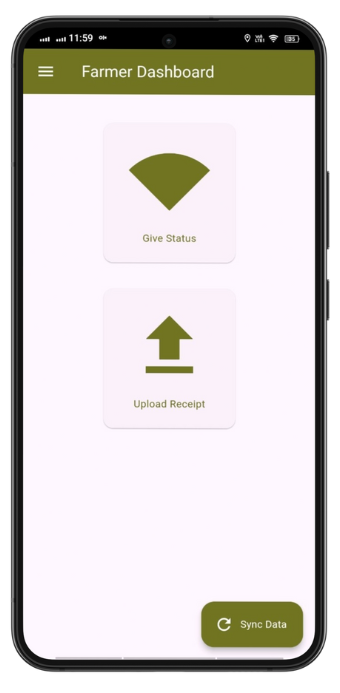 11:59
Farmer Dashboard
Give Status
Upload Receipt
Sync Data